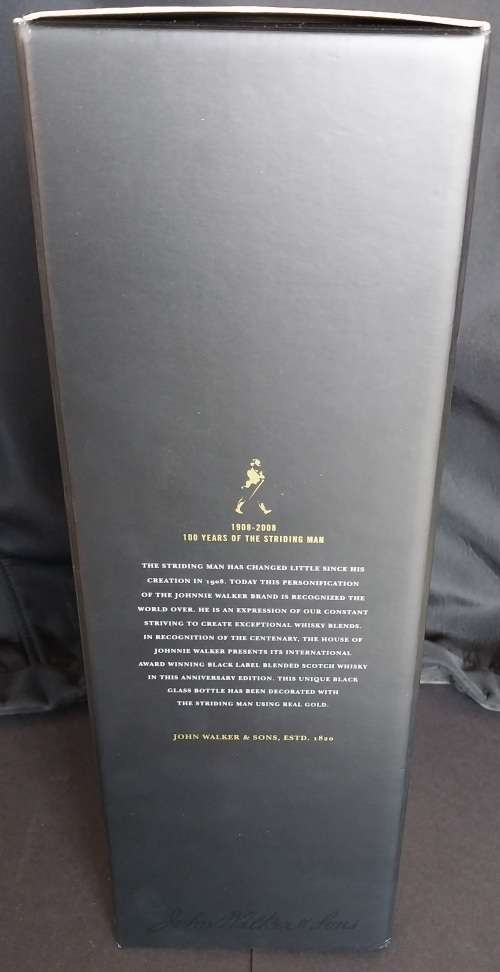 1908-2008
100 YEARS OF THE STRIDING MAN
THE STRIDING MAN HAS CHANGED LITTLE SINCE HIS
CREATION IN 1908. TODAY THIS PERSONIFICATION
OF THE JOHNNIE WALKER BRAND IS RECOGNIZED THE
WORLD OVER. HE IS AN EXPRESSION OF OUR CONSTANT
STRIVING TO CREATE EXCEPTIONAL WHISKY BLENDS.
IN RECOGNITION OF THE CENTENARY, THE HOUSE OF
JOHNNIE WALKER PRESENTS ITS INTERNATIONAL
AWARD WINNING BLACK LABEL BLENDED SCOTCH WHISKY
IN THIS ANNIVERSARY EDITION. THIS UNIQUE BLACK
GLASS BOTTLE HAS BEEN DECORATED WITH
THE STRIDING MAN USING REAL GOLD.
JOHN WALKER & SONS, ESTD. 1820
John Walker & Sons